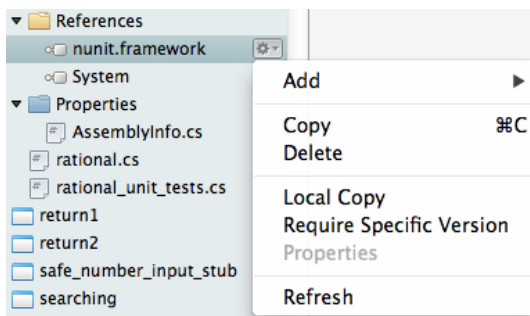 References
nunit.framework
System
Properties
AssemblyInfo.cs
rational.cs
rational_unit_tests.cs
return1
return2
safe_number_input_stub
searching
Add
Copy ⌘C
Delete
Local Copy
Require Specific Version
Properties
Refresh